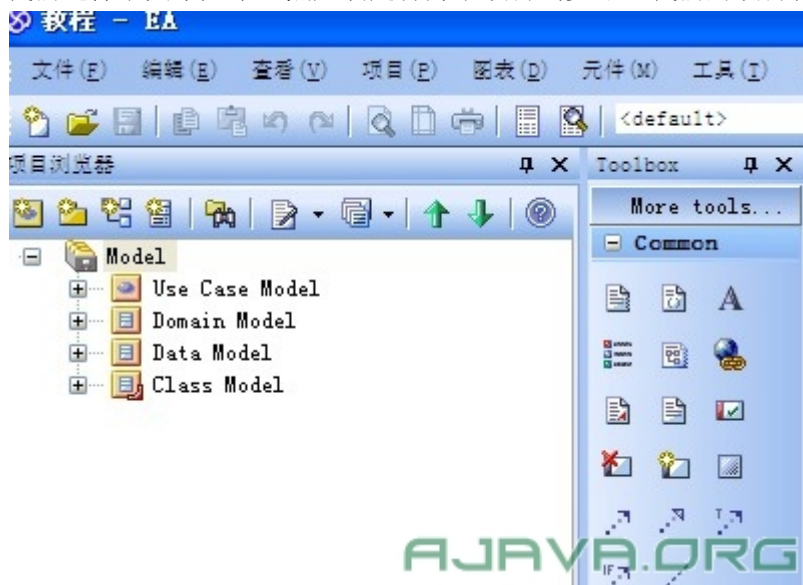 教程 - EA
文件(F) 编辑(E) 查看(V) 项目(P) 图表(D) 元件(M) 工具(T)
<default>
项目浏览器 Toolbox
More tools...
Common
Model
Use Case Model
Domain Model
Data Model
Class Model
AJAVA.ORG